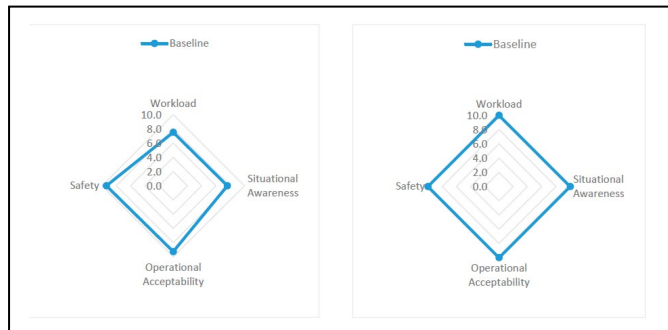 Baseline
Workload
10.0
8.0
6.0
4.0
2.0
0.0
Safety
Situational
Awareness
Operational
Acceptability
Baseline
Workload
10.0
8.0
6.0
4.0
2.0
0.0
Safety
Situational
Awareness
Operational
Acceptability